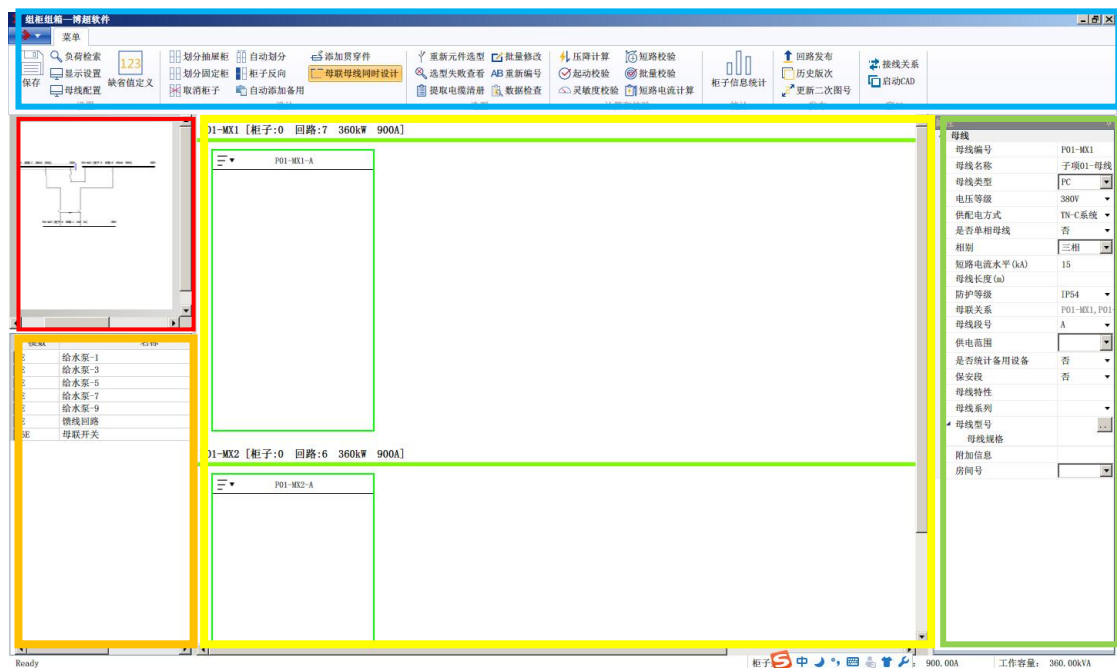 组柜组箱—博超软件
菜单
保存
负荷检索
显示设置
母线配置
123
缺省值定义
划分抽屉柜
划分固定柜
取消柜子
自动划分
柜子反向
自动添加备用
添加贯穿件
母联母线同时设计
重新元件选型
选型失败查看
提取电缆清册
批量修改
AB 重新编号
数据检查
压降计算
起动校验
灵敏度校验
短路校验
批量校验
短路电流计算
柜子信息统计
回路发布
历史版次
更新二次图号
接线关系
启动CAD
给水泵-1
给水泵-3
给水泵-5
给水泵-7
给水泵-9
馈线回路
母联开关
01-MX1 [柜子:0 回路:7 360kW 900A]
P01-MX1-A
01-MX2 [柜子:0 回路:6 360kW 900A]
P01-MX2-A
母线
母线编号 P01-MX1
母线名称 子项01-母线
母线类型 PC
电压等级 380V
供配电方式 TN-C系统
是否单相母线 否
相别 三相
短路电流水平(kA) 15
母线长度(m)
防护等级 IP54
母联关系 P01-MX1,P01-
母线段号 A
供电范围
是否统计备用设备 否
保安段 否
母线特性
母线系列
母线型号 ..
母线规格
附加信息
房间号
Ready
柜子
中
900.00A
工作容量: 360.00kVA